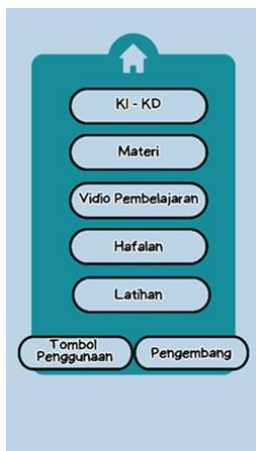 KI - KD
Materi
Vidio Pembelajaran
Hafalan
Latihan
Tombol
Penggunaan
Pengembang